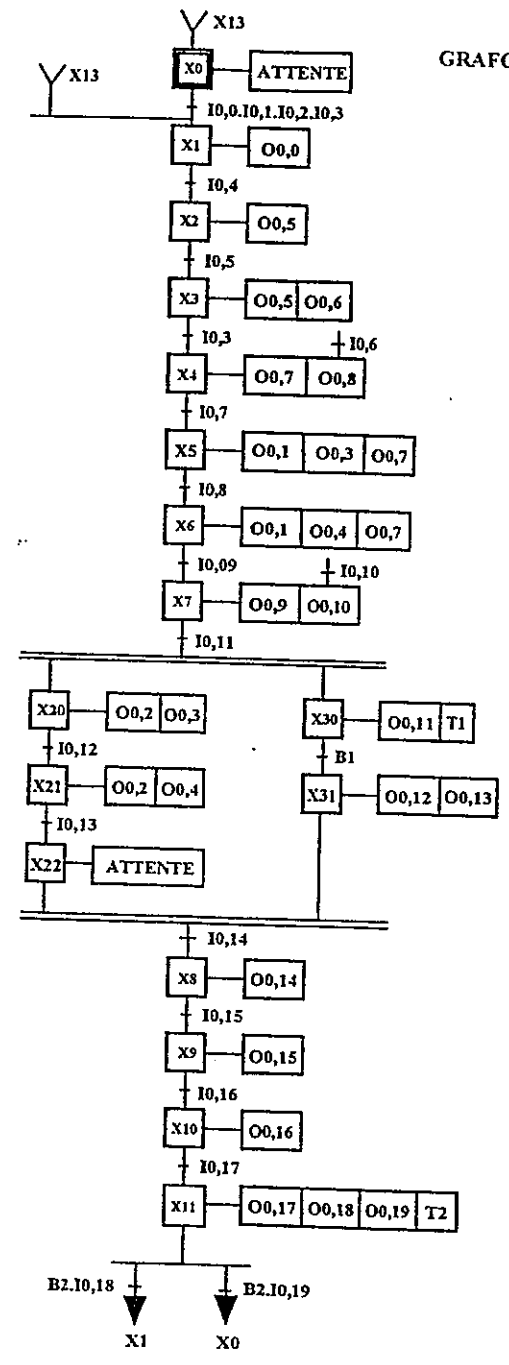 X13
X13
GRAFC
X0 ATTENTE
I0,0.I0,1.I0,2.I0,3
X1 O0,0
I0,4
X2 O0,5
I0,5
X3 O0,5 O0,6
I0,3
I0,6
X4 O0,7 O0,8
I0,7
X5 O0,1 O0,3 O0,7
I0,8
X6 O0,1 O0,4 O0,7
I0,09
I0,10
X7 O0,9 O0,10
I0,11
X20 O0,2 O0,3
X30 O0,11 T1
I0,12
B1
X21 O0,2 O0,4
X31 O0,12 O0,13
I0,13
X22 ATTENTE
I0,14
X8 O0,14
I0,15
X9 O0,15
I0,16
X10 O0,16
I0,17
X11 O0,17 O0,18 O0,19 T2
B2.I0,18
B2.I0,19
X1
X0